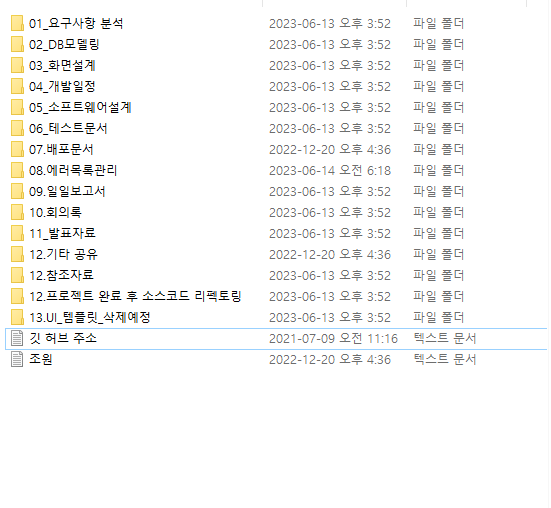 01_요구사항 분석 2023-06-13 오후 3:52 파일 폴더
02_DB모델링 2023-06-13 오후 3:52 파일 폴더
03_화면설계 2023-06-13 오후 3:52 파일 폴더
04_개발일정 2023-06-13 오후 3:52 파일 폴더
05_소프트웨어설계 2023-06-13 오후 3:52 파일 폴더
06_테스트문서 2023-06-13 오후 3:52 파일 폴더
07.배포문서 2022-12-20 오후 4:36 파일 폴더
08.에러목록관리 2023-06-14 오전 6:18 파일 폴더
09.일일보고서 2023-06-13 오후 3:52 파일 폴더
10.회의록 2023-06-13 오후 3:52 파일 폴더
11_발표자료 2023-06-13 오후 3:52 파일 폴더
12.기타 공유 2022-12-20 오후 4:36 파일 폴더
12.참조자료 2023-06-13 오후 3:52 파일 폴더
12.프로젝트 완료 후 소스코드 리펙토링 2023-06-13 오후 3:52 파일 폴더
13.UI_템플릿_삭제예정 2023-06-13 오후 3:52 파일 폴더
깃 허브 주소 2021-07-09 오전 11:16 텍스트 문서
조원 2022-12-20 오후 4:36 텍스트 문서